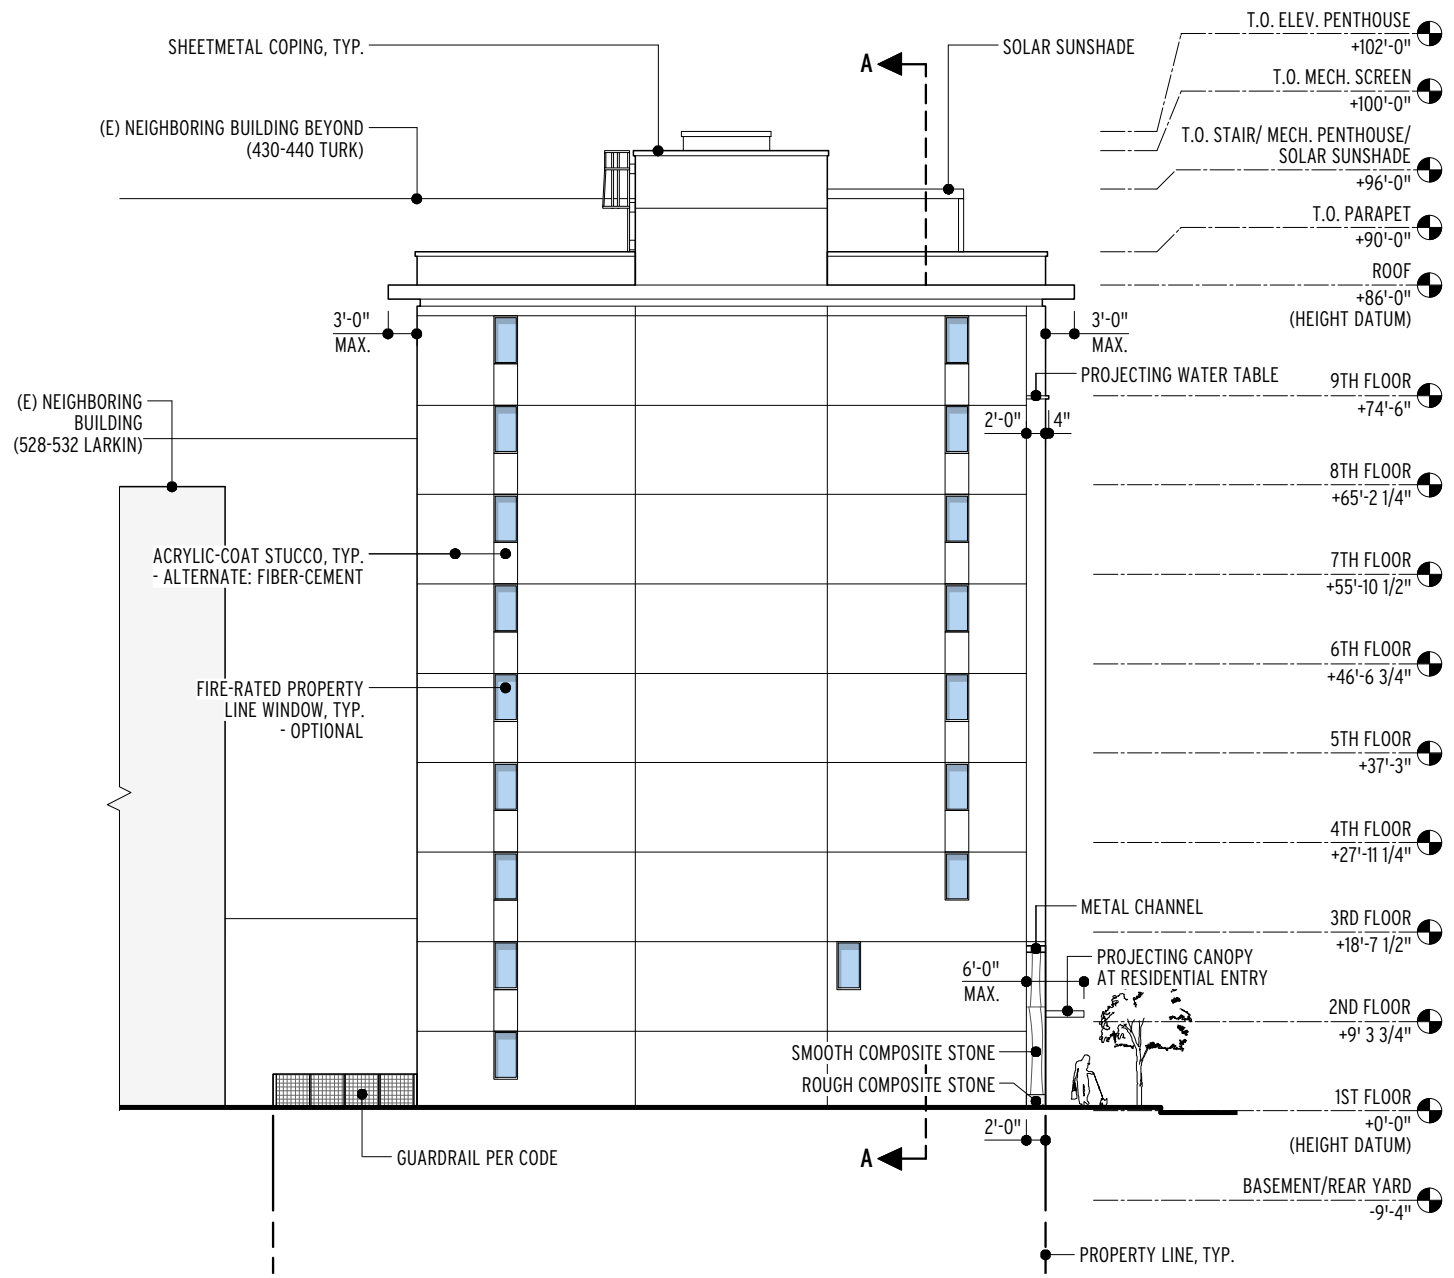 SHEETMETAL COPING, TYP.
A
SOLAR SUNSHADE
(E) NEIGHBORING BUILDING BEYOND
(430-440 TURK)
T.O. ELEV. PENTHOUSE
+102'-0"
T.O. MECH. SCREEN
+100'-0"
T.O. STAIR/ MECH. PENTHOUSE/
SOLAR SUNSHADE
+96'-0"
T.O. PARAPET
+90'-0"
ROOF
+86'-0"
(HEIGHT DATUM)
3'-0"
MAX.
3'-0"
MAX.
PROJECTING WATER TABLE
9TH FLOOR
+74'-6"
2'-0"
4"
(E) NEIGHBORING
BUILDING
(528-532 LARKIN)
8TH FLOOR
+65'-2 1/4"
ACRYLIC-COAT STUCCO, TYP.
- ALTERNATE: FIBER-CEMENT
7TH FLOOR
+55'-10 1/2"
6TH FLOOR
+46'-6 3/4"
FIRE-RATED PROPERTY
LINE WINDOW, TYP.
- OPTIONAL
5TH FLOOR
+37'-3"
4TH FLOOR
+27'-11 1/4"
METAL CHANNEL
3RD FLOOR
+18'-7 1/2"
PROJECTING CANOPY
AT RESIDENTIAL ENTRY
6'-0"
MAX.
2ND FLOOR
+9' 3 3/4"
SMOOTH COMPOSITE STONE
ROUGH COMPOSITE STONE
1ST FLOOR
+0'-0"
(HEIGHT DATUM)
2'-0"
GUARDRAIL PER CODE
A
BASEMENT/REAR YARD
-9'-4"
PROPERTY LINE, TYP.